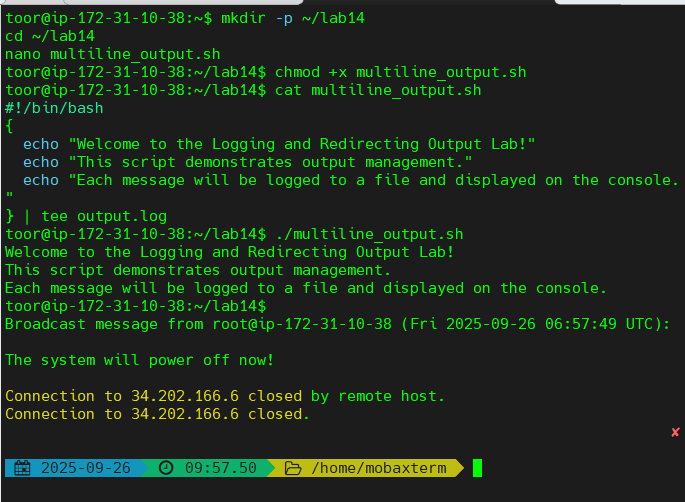 toor@ip-172-31-10-38:~$ mkdir -p ~/lab14
cd ~/lab14
nano multiline_output.sh
toor@ip-172-31-10-38:~/lab14$ chmod +x multiline_output.sh
toor@ip-172-31-10-38:~/lab14$ cat multiline_output.sh
#!/bin/bash
{
  echo "Welcome to the Logging and Redirecting Output Lab!"
  echo "This script demonstrates output management."
  echo "Each message will be logged to a file and displayed on the console.
"
} | tee output.log
toor@ip-172-31-10-38:~/lab14$ ./multiline_output.sh
Welcome to the Logging and Redirecting Output Lab!
This script demonstrates output management.
Each message will be logged to a file and displayed on the console.
toor@ip-172-31-10-38:~/lab14$
Broadcast message from root@ip-172-31-10-38 (Fri 2025-09-26 06:57:49 UTC):
The system will power off now!
Connection to 34.202.166.6 closed by remote host.
Connection to 34.202.166.6 closed.
2025-09-26 09:57.50 /home/mobaxterm